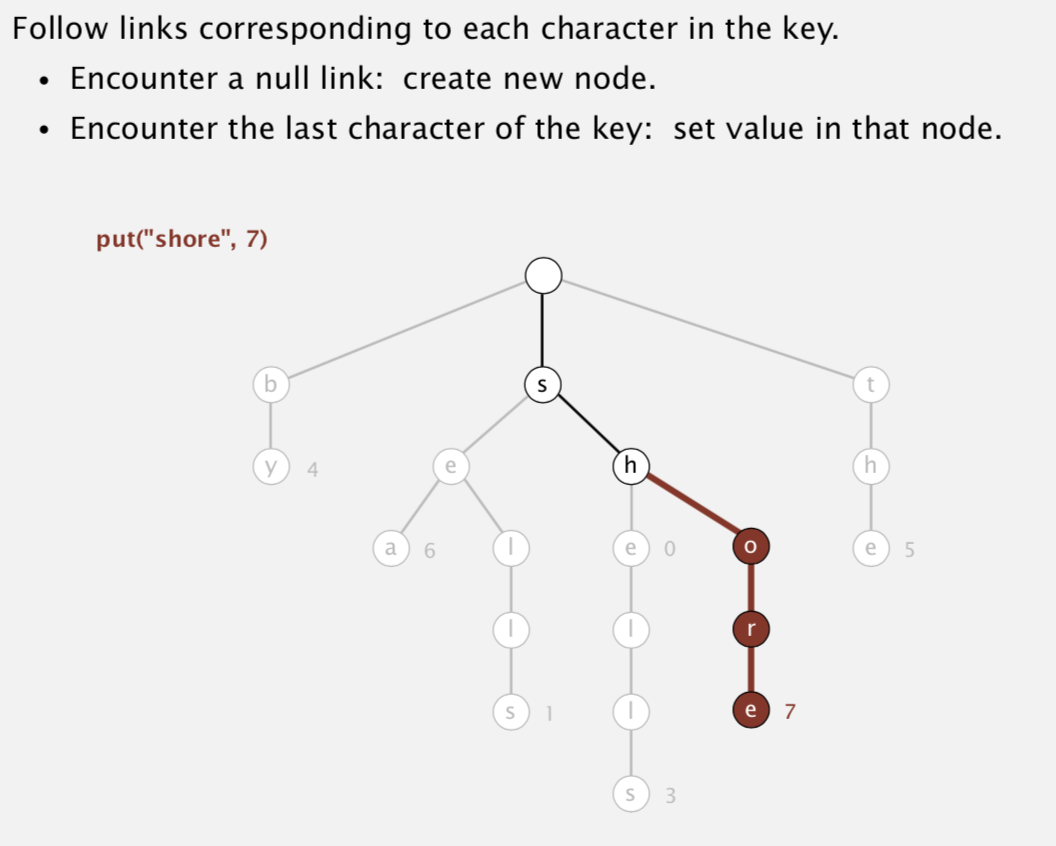 Follow links corresponding to each character in the key.
• Encounter a null link: create new node.
• Encounter the last character of the key: set value in that node.
put("shore", 7)
b s t
y 4 e h h
a 6 l e 0 o e 5
l l r
s 1 l e 7
s 3